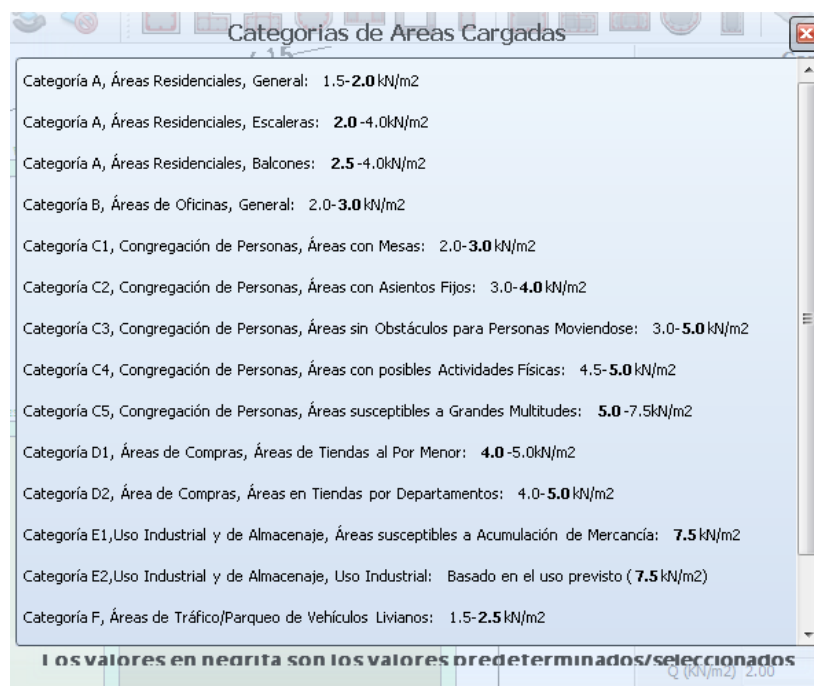 Categorias de Areas Cargadas
Categoría A, Áreas Residenciales, General: 1.5-2.0 kN/m2
Categoría A, Áreas Residenciales, Escaleras: 2.0 -4.0kN/m2
Categoría A, Áreas Residenciales, Balcones: 2.5 -4.0kN/m2
Categoría B, Áreas de Oficinas, General: 2.0-3.0 kN/m2
Categoría C1, Congregación de Personas, Áreas con Mesas: 2.0-3.0 kN/m2
Categoría C2, Congregación de Personas, Áreas con Asientos Fijos: 3.0-4.0 kN/m2
Categoría C3, Congregación de Personas, Áreas sin Obstáculos para Personas Moviendose: 3.0-5.0 kN/m2
Categoría C4, Congregación de Personas, Áreas con posibles Actividades Físicas: 4.5-5.0 kN/m2
Categoría C5, Congregación de Personas, Áreas susceptibles a Grandes Multitudes: 5.0 -7.5kN/m2
Categoría D1, Áreas de Compras, Áreas de Tiendas al Por Menor: 4.0 -5.0kN/m2
Categoría D2, Área de Compras, Áreas en Tiendas por Departamentos: 4.0-5.0 kN/m2
Categoría E1,Uso Industrial y de Almacenaje, Áreas susceptibles a Acumulación de Mercancía: 7.5 kN/m2
Categoría E2,Uso Industrial y de Almacenaje, Uso Industrial: Basado en el uso previsto ( 7.5 kN/m2)
Categoría F, Áreas de Tráfico/Parqueo de Vehículos Livianos: 1.5-2.5 kN/m2
Los valores en negrita son los valores predeterminados/seleccionados
Q (kN/m2) 2.00